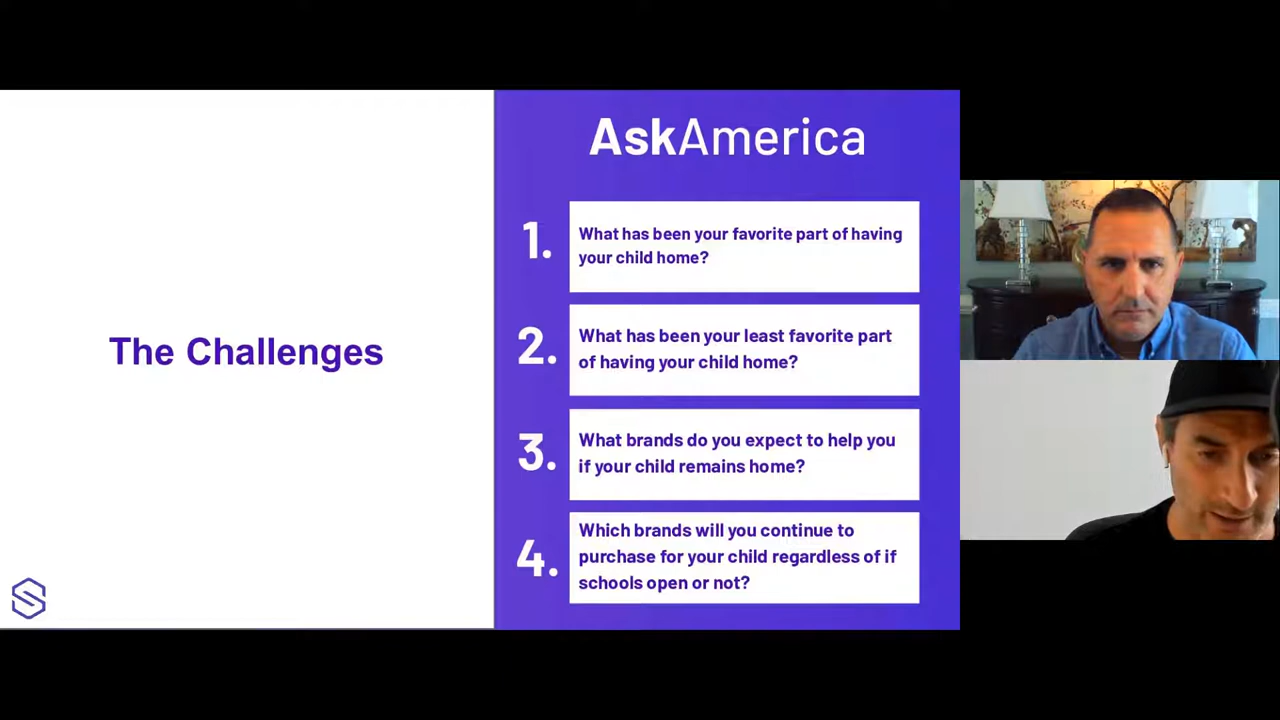 The Challenges
AskAmerica
1.
What has been your favorite part of having
your child home?
2.
What has been your least favorite part
of having your child home?
3.
What brands do you expect to help you
if your child remains home?
4.
Which brands will you continue to
purchase for your child regardless of if
schools open or not?